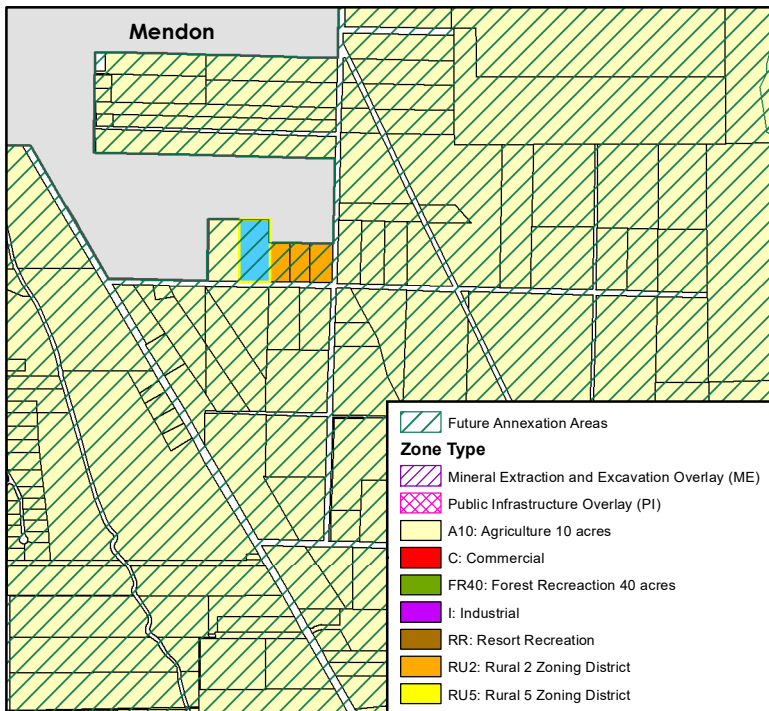 Mendon
Future Annexation Areas
Zone Type
Mineral Extraction and Excavation Overlay (ME)
Public Infrastructure Overlay (PI)
A10: Agriculture 10 acres
C: Commercial
FR40: Forest Recreaction 40 acres
I: Industrial
RR: Resort Recreation
RU2: Rural 2 Zoning District
RU5: Rural 5 Zoning District